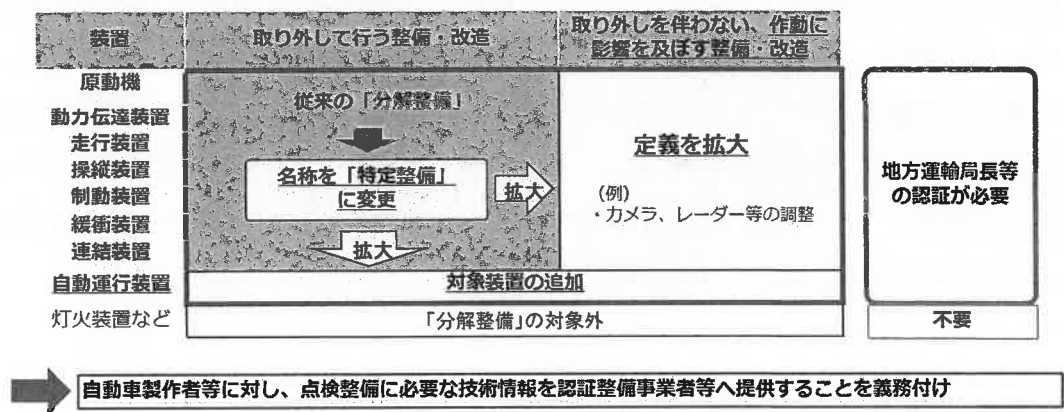 装置
取り外して行う整備・改造
取り外しを伴わない、作動に
影響を及ぼす整備・改造
原動機
動力伝達装置
走行装置
操縦装置
制動装置
緩衝装置
連結装置
自動運行装置
灯火装置など
従来の「分解整備」
名称を「特定整備」
に変更
拡大
拡大
定義を拡大
(例)
・カメラ、レーダー等の調整
対象装置の追加
「分解整備」の対象外
地方運輸局長等
の認証が必要
不要
自動車製作者等に対し、点検整備に必要な技術情報を認証整備事業者等へ提供することを義務付け